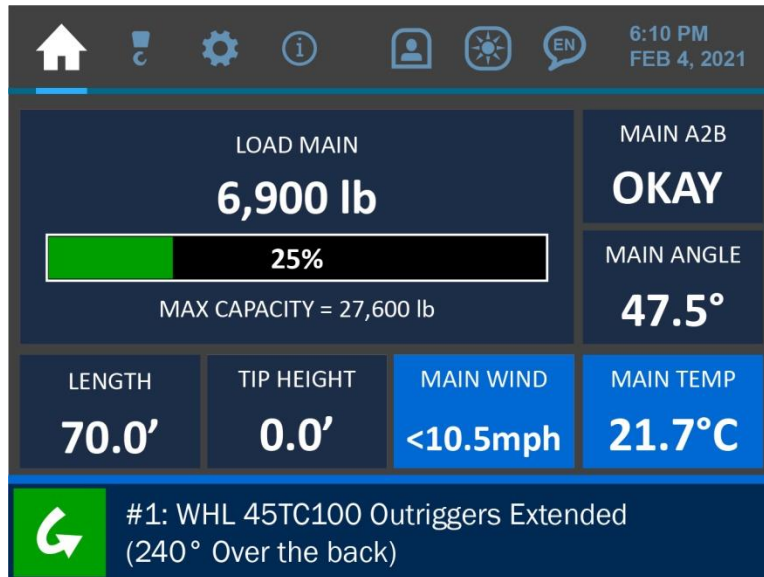 EN
6:10 PM
FEB 4, 2021
LOAD MAIN
6,900 lb
25%
MAX CAPACITY = 27,600 lb
MAIN A2B
OKAY
MAIN ANGLE
47.5°
LENGTH
70.0’
TIP HEIGHT
0.0’
MAIN WIND
<10.5mph
MAIN TEMP
21.7°C
#1: WHL 45TC100 Outriggers Extended
(240° Over the back)